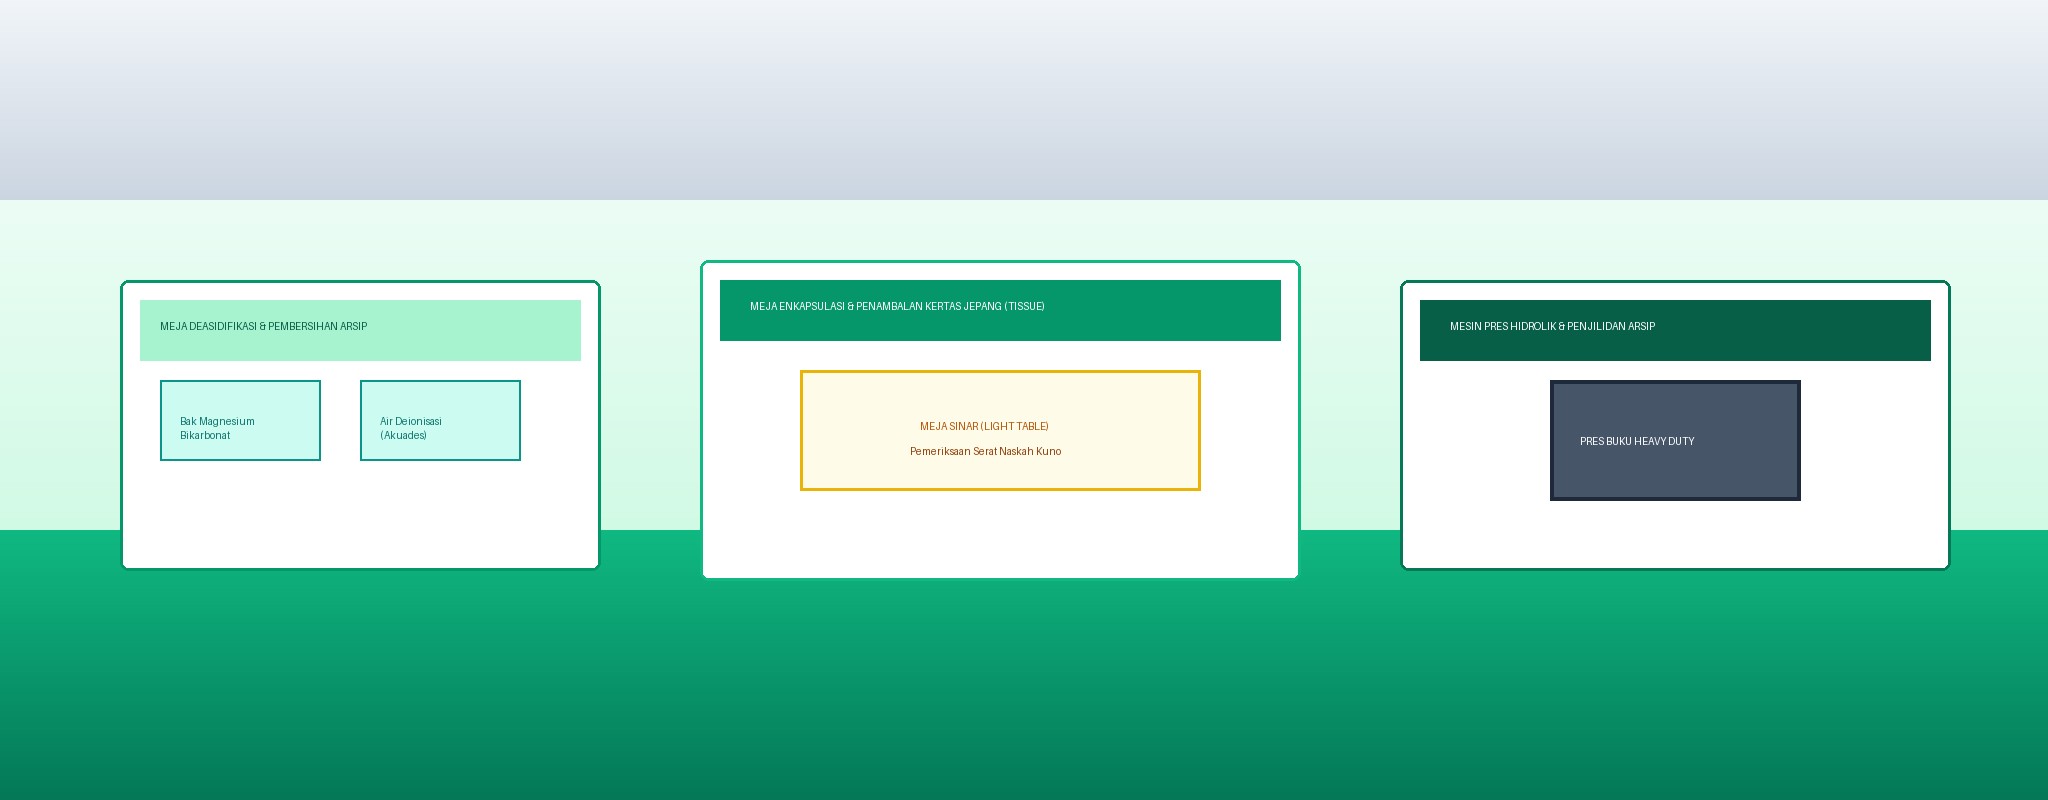 MEJA DEASIDIFIKASI & PEMBERSIHAN ARSIP
Bak Magnesium
Bikarbonat
Air Deionisasi
(Akuades)
MEJA ENKAPSULASI & PENAMBALAN KERTAS JEPANG (TISSUE)
MEJA SINAR (LIGHT TABLE)
Pemeriksaan Serat Naskah Kuno
MESIN PRES HIDROLIK & PENJILIDAN ARSIP
PRES BUKU HEAVY DUTY